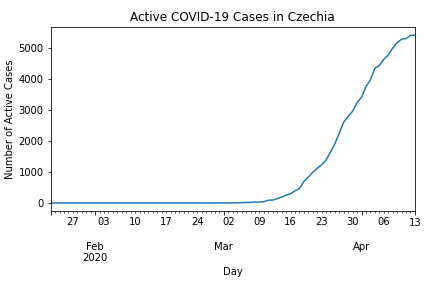 Active COVID-19 Cases in Czechia
Number of Active Cases
5000
4000
3000
2000
1000
0
27 03 10 17 24 02 09 16 23 30 06 13
Feb Mar Apr
2020
Day